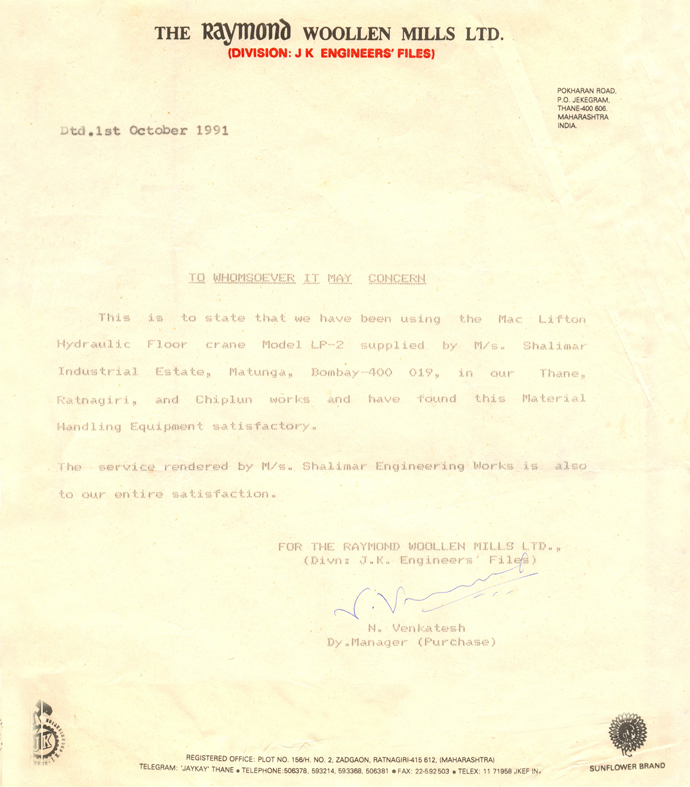 THE Raymond WOOLLEN MILLS LTD.
(DIVISION: J K ENGINEERS' FILES)
POKHARAN ROAD,
P.O. JEKEGRAM,
THANE-400 606.
MAHARASHTRA
INDIA.
Dtd.1st October 1991
TO WHOMSOEVER IT MAY CONCERN
This is to state that we have been using the Mac Lifton
Hydraulic Floor crane Model LP-2 supplied by M/s. Shalimar
Industrial Estate, Matunga, Bombay-400 019, in our Thane,
Ratnagiri, and Chiplun works and have found this Material
Handling Equipment satisfactory.
The service rendered by M/s. Shalimar Engineering Works is also
to our entire satisfaction.
FOR THE RAYMOND WOOLLEN MILLS LTD.,
(Divn: J.K. Engineers' Files)
N. Venkatesh
Dy.Manager (Purchase)
JK
REGISTERED OFFICE: PLOT NO. 156/H. NO. 2, ZADGAON, RATNAGIRI-415 612, (MAHARASHTRA)
TELEGRAM: 'JAYKAY' THANE • TELEPHONE:506378, 593214, 593368, 506381 • FAX: 22-592503 • TELEX: 11 71958 JKEF IN.
SUNFLOWER BRAND